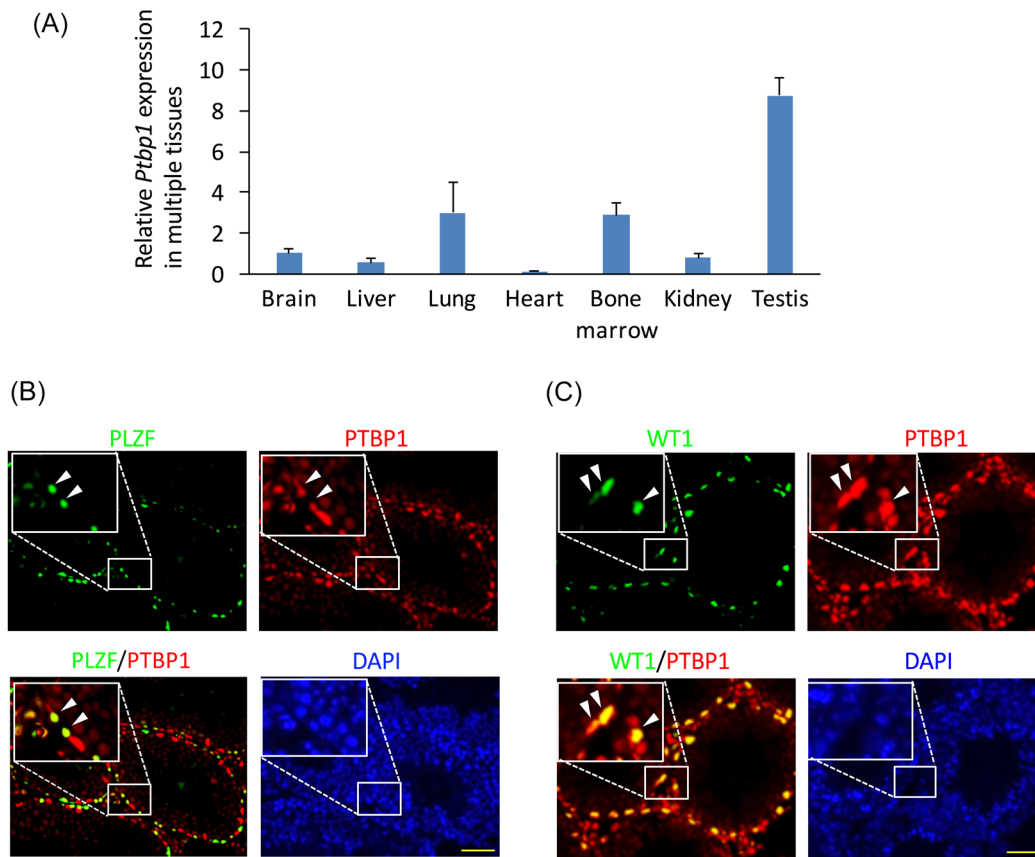 (A)
Relative Ptbp1 expression
in multiple tissues
12
10
8
6
4
2
0
Brain Liver Lung Heart Bone marrow Kidney Testis
(B)
PLZF PTBP1
PLZF/PTBP1 DAPI
(C)
WT1 PTBP1
WT1/PTBP1 DAPI